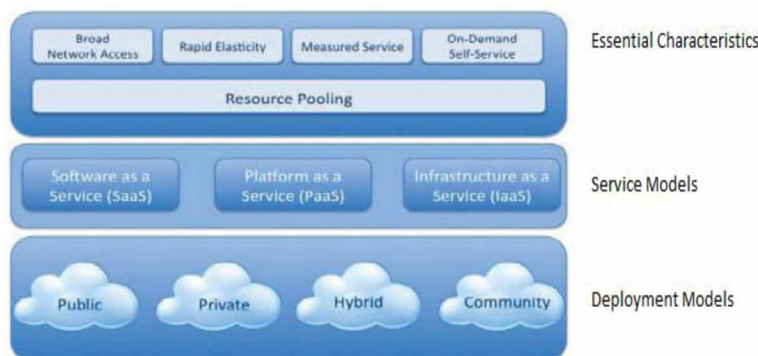 Broad
Network Access
Rapid Elasticity
Measured Service
On-Demand
Self-Service
Essential Characteristics
Resource Pooling
Software as a
Service (SaaS)
Platform as a
Service (PaaS)
Infrastructure as a
Service (IaaS)
Service Models
Public
Private
Hybrid
Community
Deployment Models